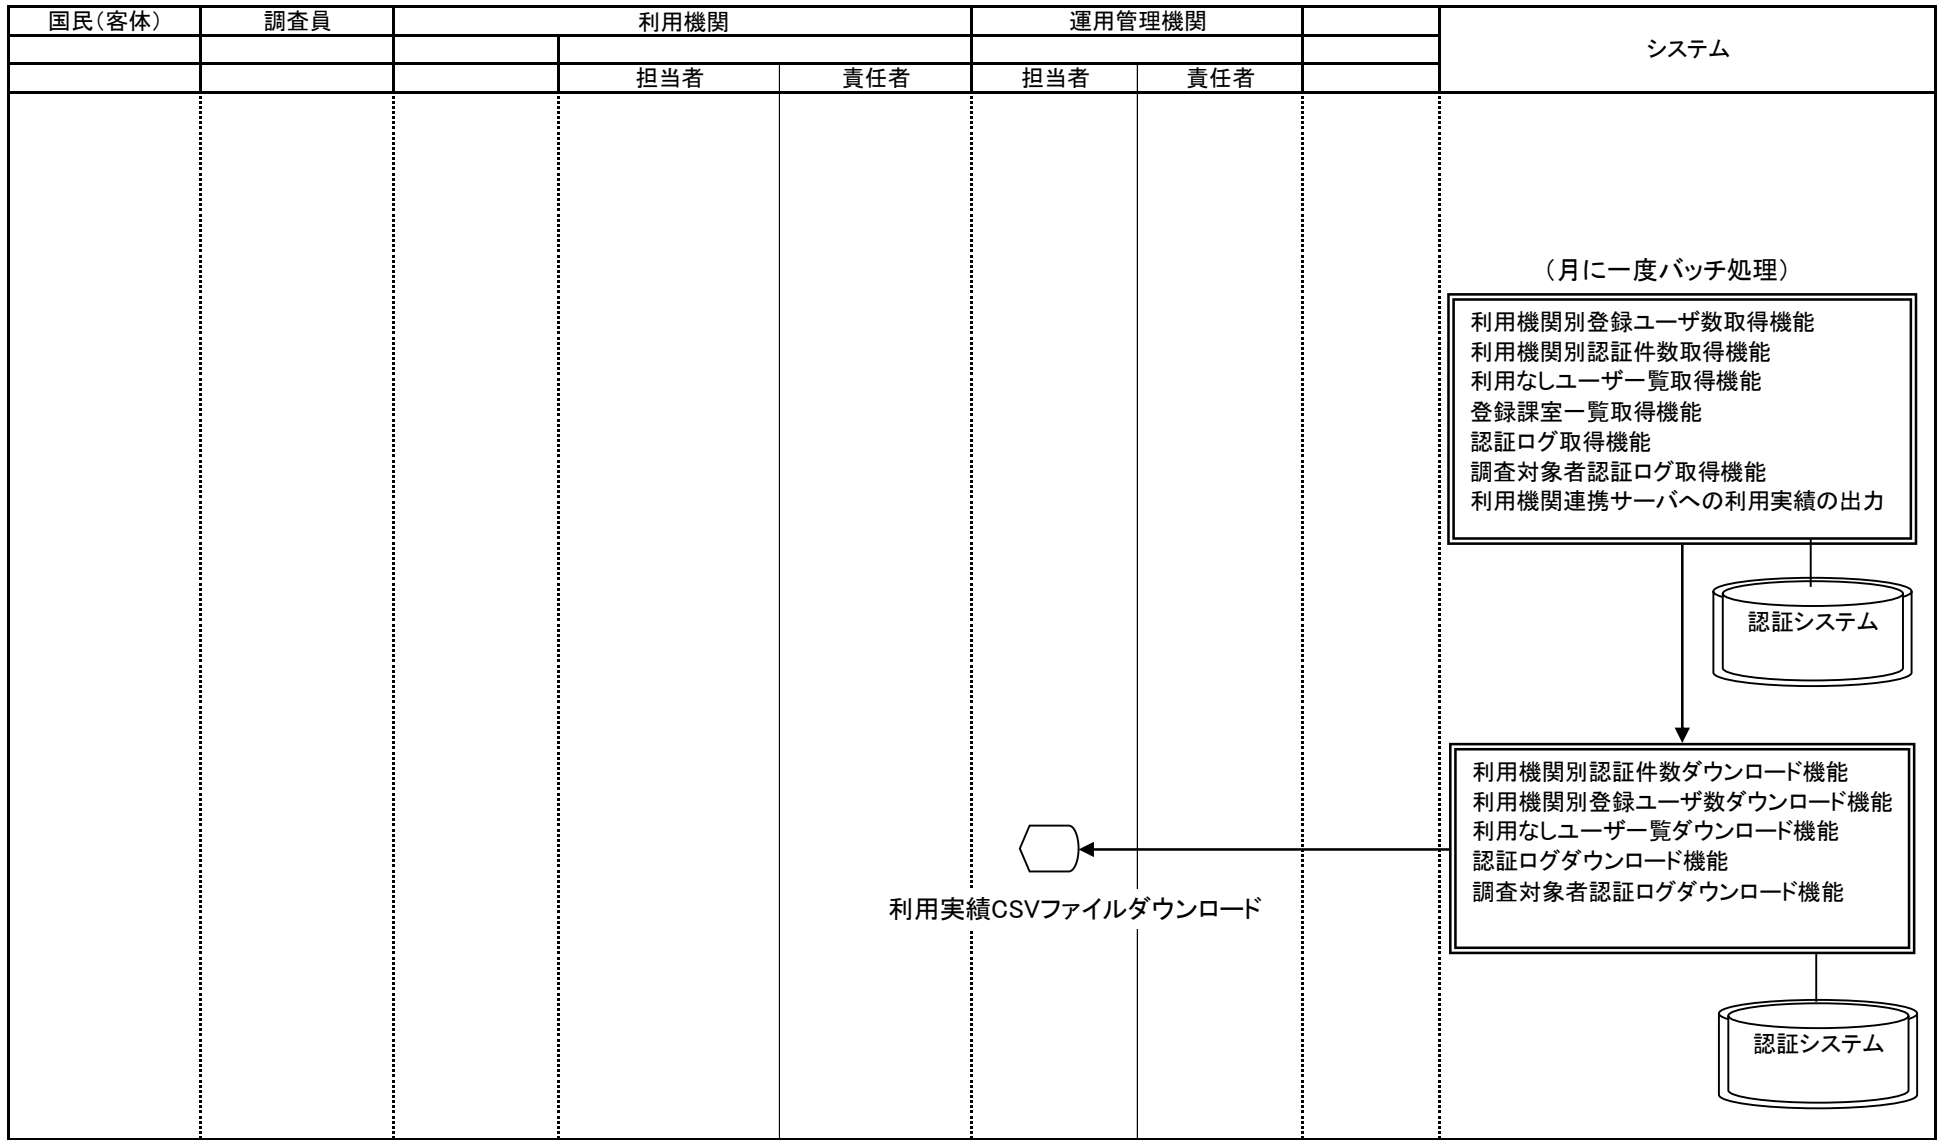 国民（客体）
調査員
利用機関
運用管理機関
システム
担当者
責任者
担当者
責任者
（月に一度バッチ処理）
利用機関別登録ユーザ数取得機能
利用機関別認証件数取得機能
利用なしユーザ一覧取得機能
登録課室一覧取得機能
認証ログ取得機能
調査対象者認証ログ取得機能
利用機関連携サーバへの利用実績の出力
認証システム
利用機関別認証件数ダウンロード機能
利用機関別登録ユーザ数ダウンロード機能
利用なしユーザ一覧ダウンロード機能
認証ログダウンロード機能
調査対象者認証ログダウンロード機能
利用実績CSVファイルダウンロード
認証システム